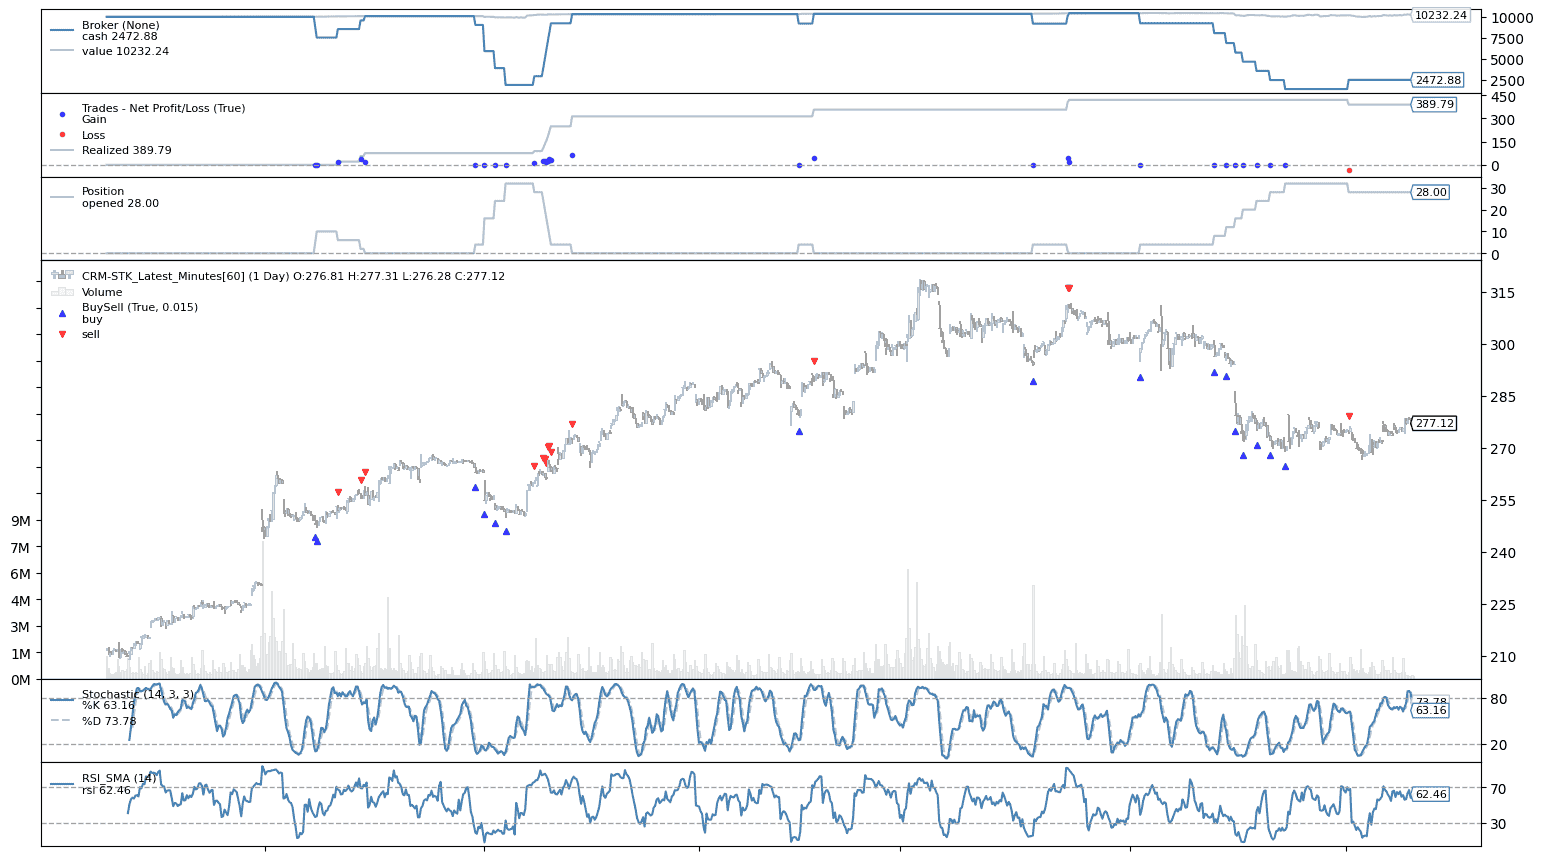 Broker (None)
cash 2472.88
value 10232.24
10232.24
10000
7500
5000
2500
2472.88
Trades - Net Profit/Loss (True)
Gain
Loss
Realized 389.79
450
389.79
300
150
0
Position
opened 28.00
30
28.00
20
10
0
CRM-STK_Latest_Minutes[60] (1 Day) O:276.81 H:277.31 L:276.28 C:277.12
Volume
BuySell (True, 0.015)
buy
sell
315
300
285
277.12
270
255
240
225
210
9M
7M
6M
4M
3M
1M
0M
Stochastic (14, 3, 3)
%K 63.16
%D 73.78
80
73.78
63.16
20
RSI_SMA (14)
rsi 62.46
70
62.46
30